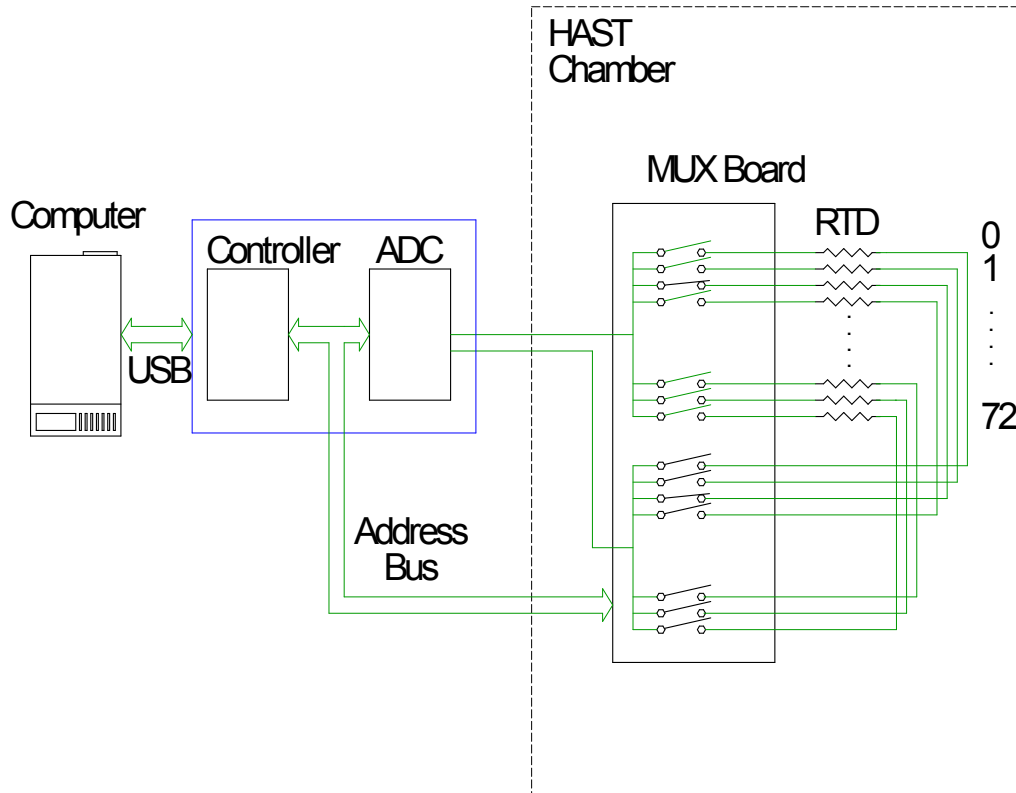 HAST
Chamber
MUX Board
Computer
Controller
ADC
RTD
0
1
USB
72
Address
Bus